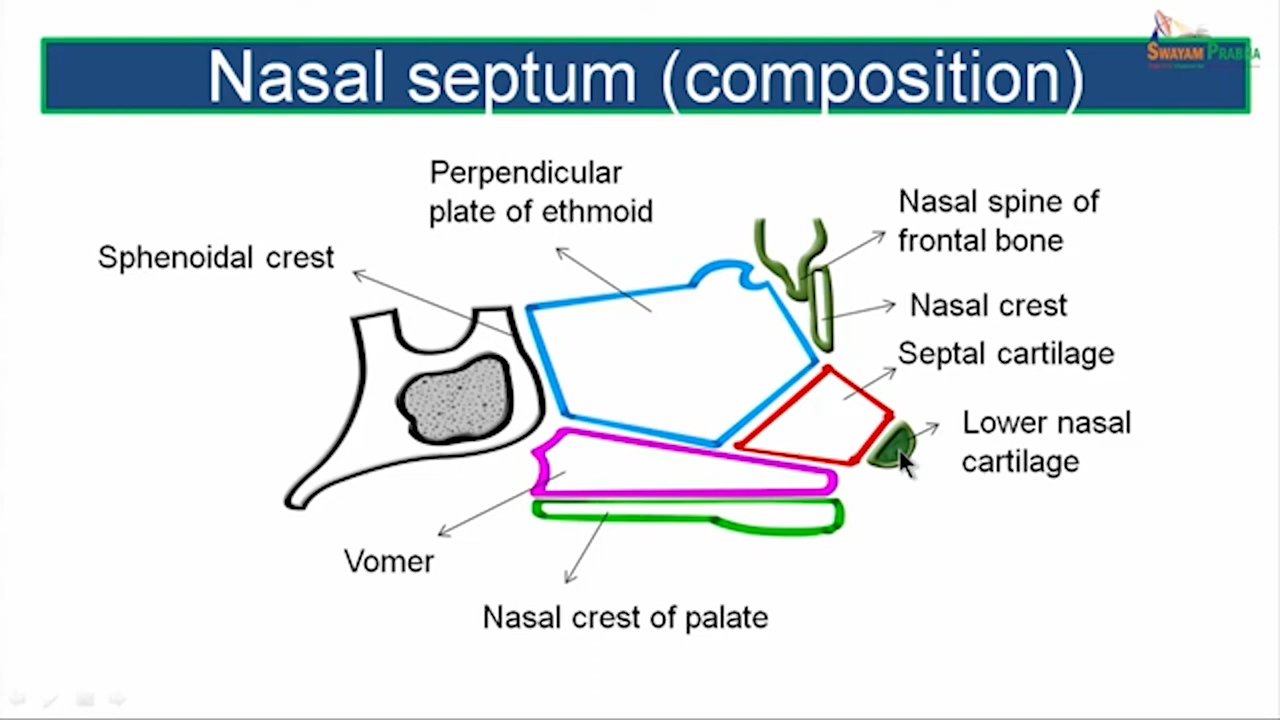 SWAYAM PRABHA
Nasal septum (composition)
Perpendicular
plate of ethmoid
Nasal spine of
frontal bone
Sphenoidal crest
Nasal crest
Septal cartilage
Lower nasal
cartilage
Vomer
Nasal crest of palate